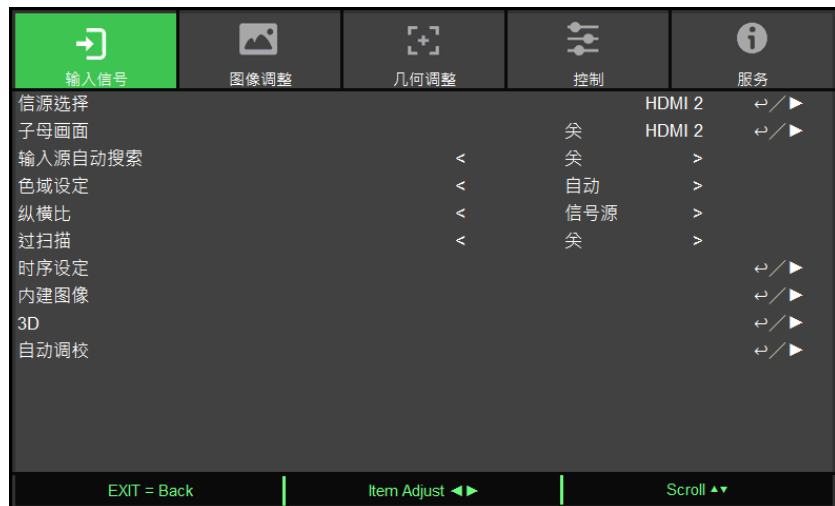 输入信号 图像调整 几何调整 控制 服务
信源选择 HDMI 2 ↩/▶
子母画面 关 HDMI 2 ↩/▶
输入源自动搜索 < 关 >
色域设定 < 自动 >
纵横比 < 信号源 >
过扫描 < 关 >
时序设定 ↩/▶
内建图像 ↩/▶
3D ↩/▶
自动调校 ↩/▶
EXIT = Back Item Adjust ◀▶ Scroll ▲▼